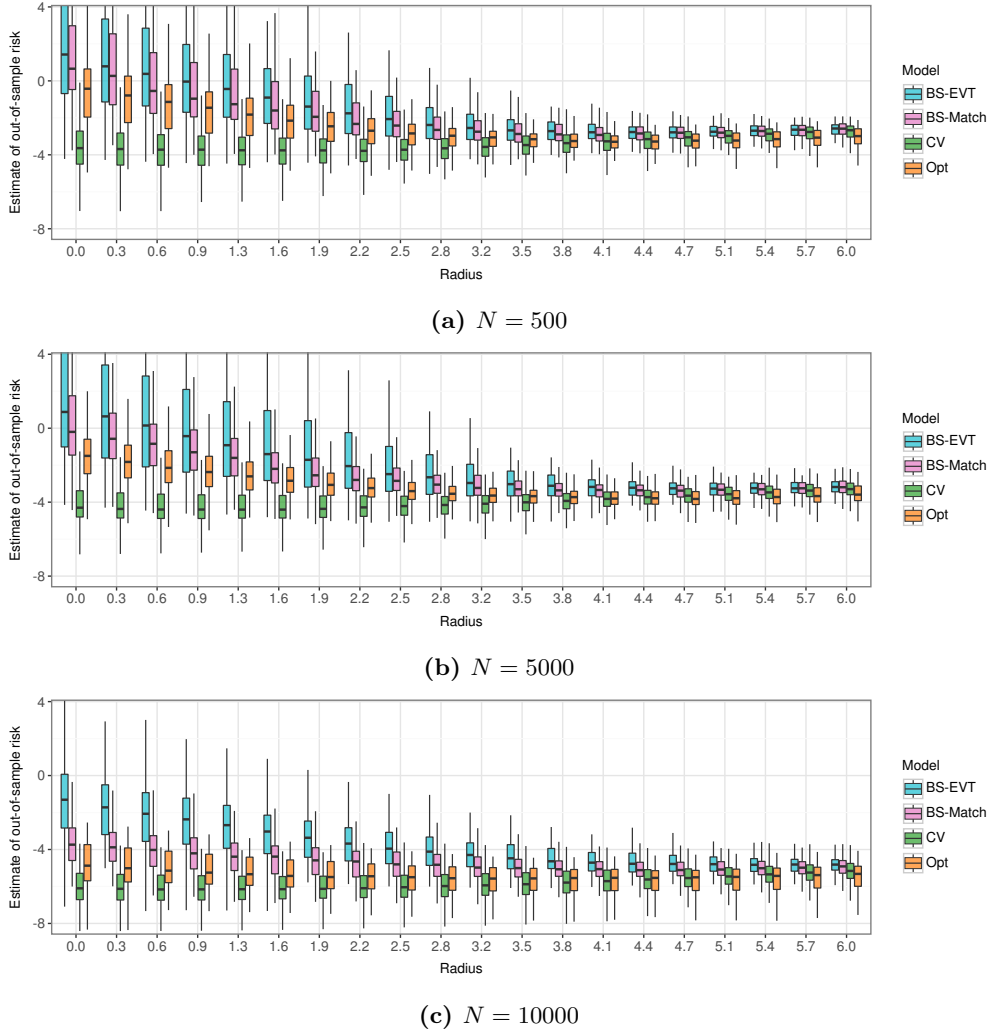 4
0
-4
-8
Estimate of out-of-sample risk
0.0 0.3 0.6 0.9 1.3 1.6 1.9 2.2 2.5 2.8 3.2 3.5 3.8 4.1 4.4 4.7 5.1 5.4 5.7 6.0
Radius
Model
BS-EVT
BS-Match
CV
Opt
(a) N = 500
4
0
-4
-8
Estimate of out-of-sample risk
0.0 0.3 0.6 0.9 1.3 1.6 1.9 2.2 2.5 2.8 3.2 3.5 3.8 4.1 4.4 4.7 5.1 5.4 5.7 6.0
Radius
Model
BS-EVT
BS-Match
CV
Opt
(b) N = 5000
4
0
-4
-8
Estimate of out-of-sample risk
0.0 0.3 0.6 0.9 1.3 1.6 1.9 2.2 2.5 2.8 3.2 3.5 3.8 4.1 4.4 4.7 5.1 5.4 5.7 6.0
Radius
Model
BS-EVT
BS-Match
CV
Opt
(c) N = 10000